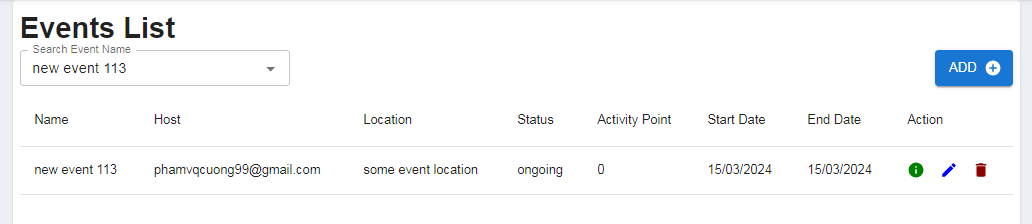 Events List
Search Event Name
new event 113
ADD
Name Host Location Status Activity Point Start Date End Date Action
new event 113 phamvqcuong99@gmail.com some event location ongoing 0 15/03/2024 15/03/2024